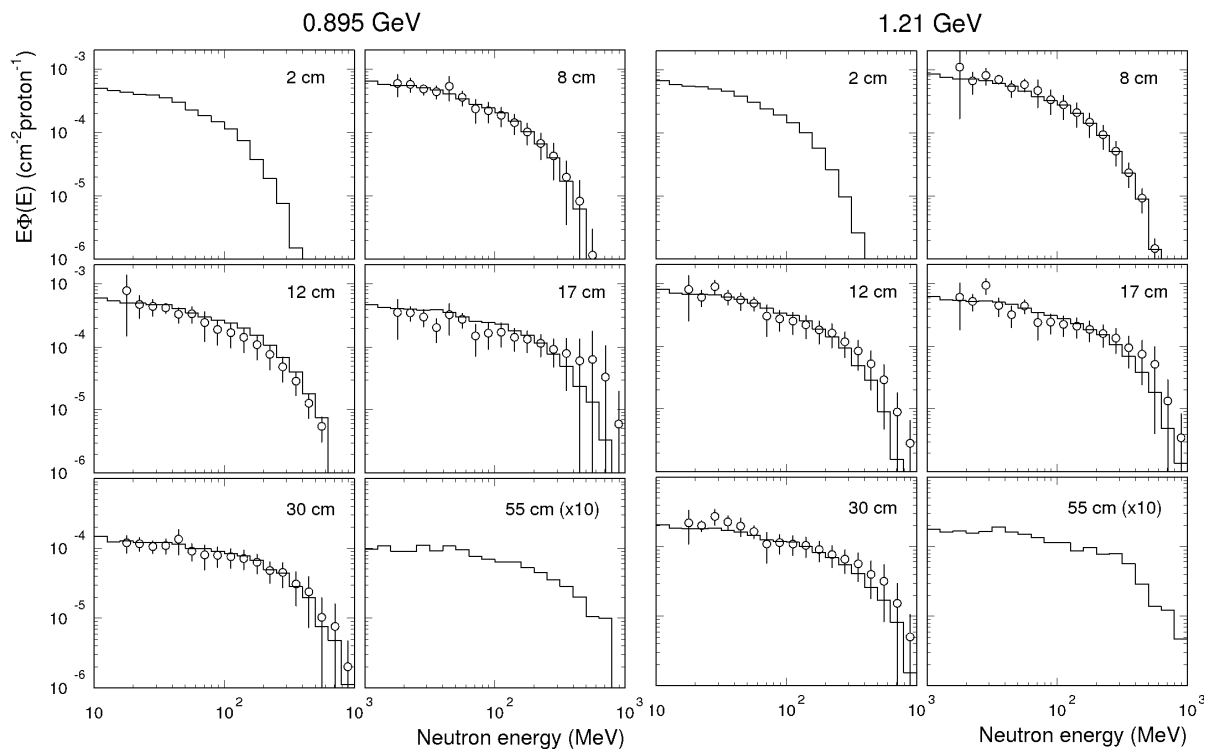 0.895 GeV 1.21 GeV
EΦ(E) (cm⁻²proton⁻¹)
10⁻³ 2 cm 8 cm 2 cm 8 cm
10⁻⁴
10⁻⁵
10⁻⁶
10⁻³ 12 cm 17 cm 12 cm 17 cm
10⁻⁴
10⁻⁵
10⁻⁶
30 cm 55 cm (x10) 30 cm 55 cm (x10)
10⁻⁴
10⁻⁵
10⁻⁶
10 10² 10³ 10² 10³ 10 10² 10³ 10² 10³
Neutron energy (MeV) Neutron energy (MeV)